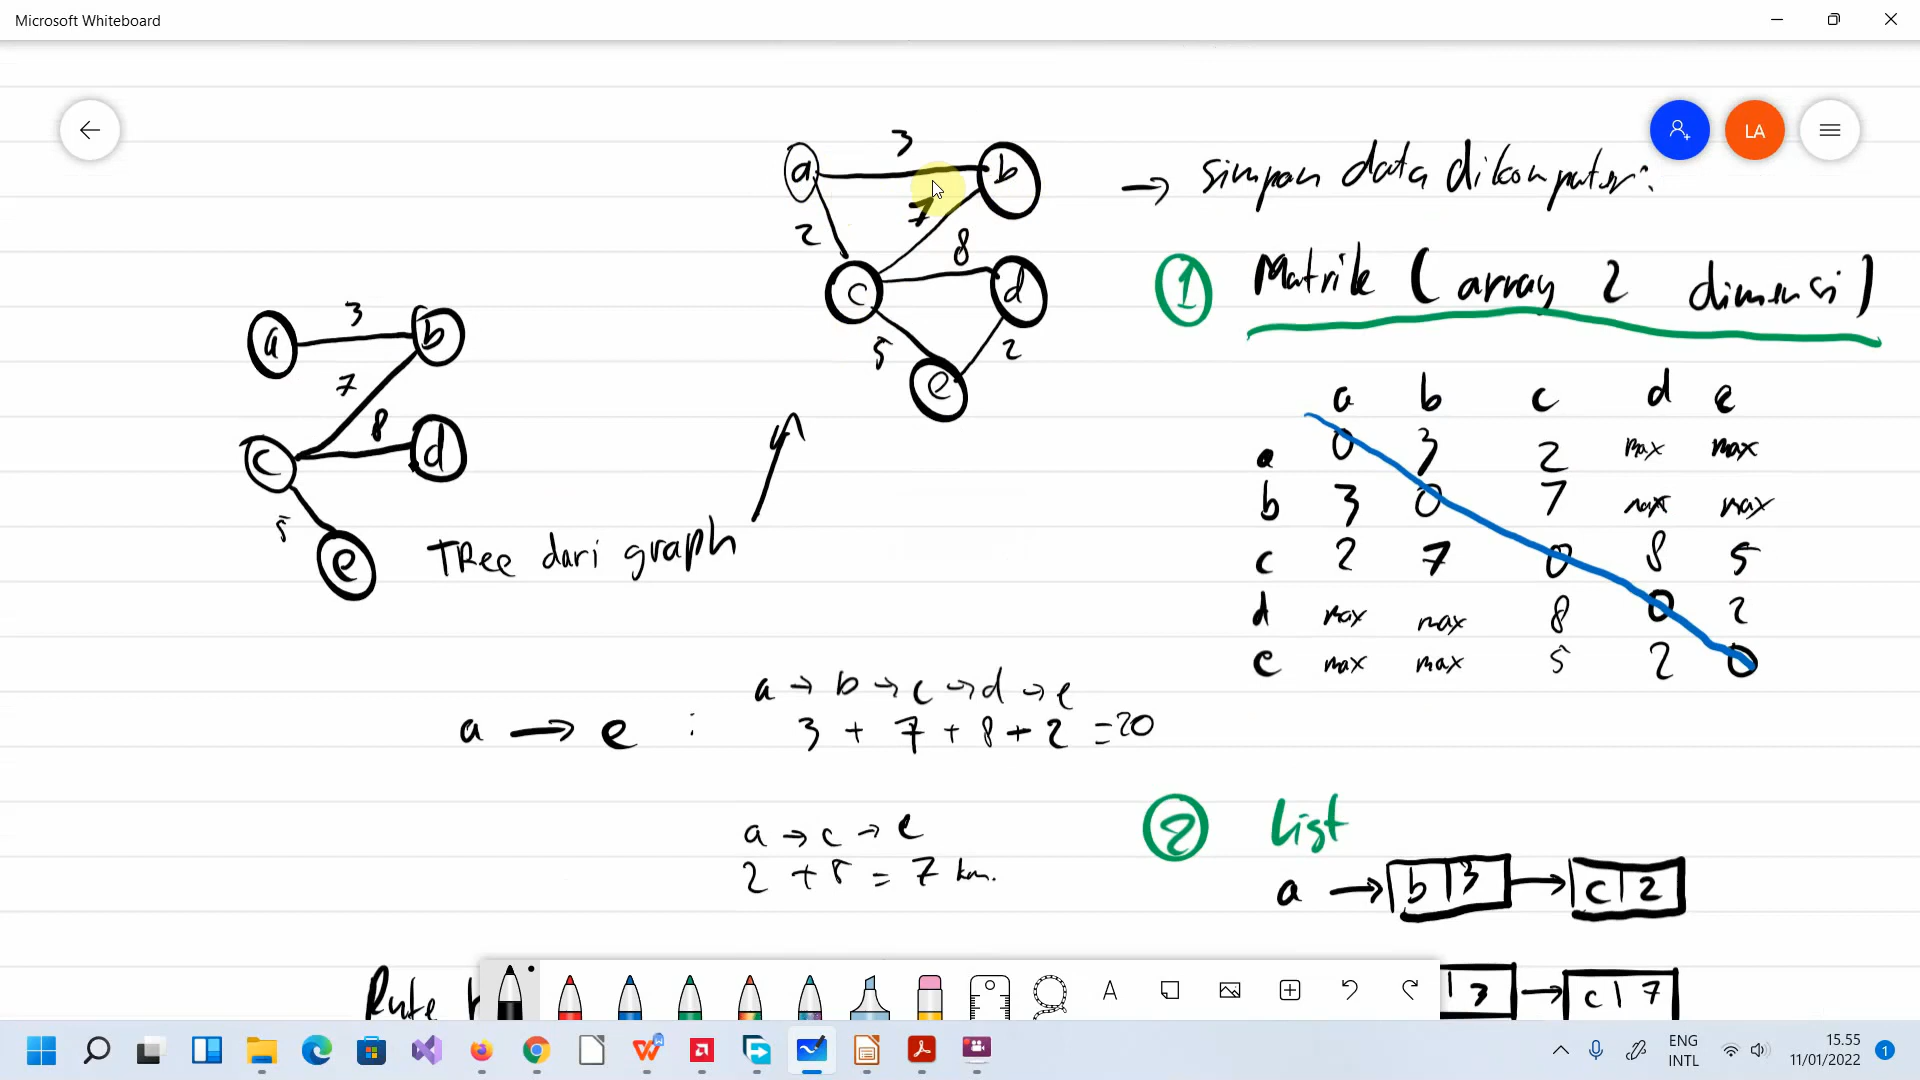 Microsoft Whiteboard
LA
a 3 b
2 7
8
c d
5 2
e
a 3 b
7
8
c d
5
e
TRee dari graph
→ simpan data dikomputer:
1 Matrik (array 2 dimensi)
a b c d e
a 0 3 2 max max
b 3 0 7 max max
c 2 7 0 8 5
d max max 8 0 2
e max max 5 2 0
a → e : a → b → c → d → e
3 + 7 + 8 + 2 = 20
a → c → e
2 + 5 = 7 km.
2 List
a → b | 3 → c | 2
3 → c | 7
Rute
A
ENG
INTL
15.55
11/01/2022
1